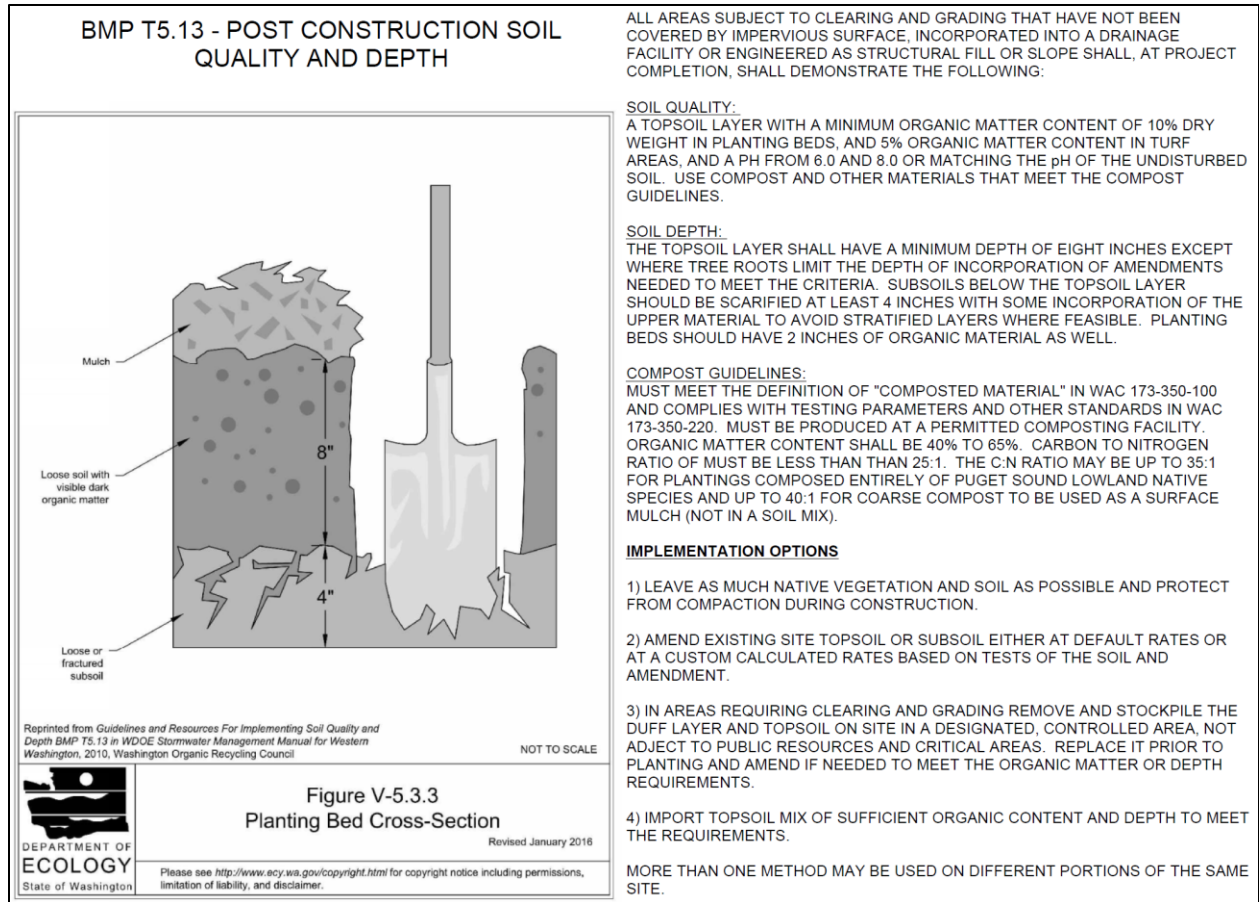 BMP T5.13 - POST CONSTRUCTION SOIL
QUALITY AND DEPTH
Mulch
Loose soil with
visible dark
organic matter
Loose or
fractured
subsoil
8"
4"
Reprinted from Guidelines and Resources For Implementing Soil Quality and
Depth BMP T5.13 in WDOE Stormwater Management Manual for Western
Washington, 2010, Washington Organic Recycling Council
NOT TO SCALE
DEPARTMENT OF
ECOLOGY
State of Washington
Figure V-5.3.3
Planting Bed Cross-Section
Revised January 2016
Please see http://www.ecy.wa.gov/copyright.html for copyright notice including permissions,
limitation of liability, and disclaimer.
ALL AREAS SUBJECT TO CLEARING AND GRADING THAT HAVE NOT BEEN
COVERED BY IMPERVIOUS SURFACE, INCORPORATED INTO A DRAINAGE
FACILITY OR ENGINEERED AS STRUCTURAL FILL OR SLOPE SHALL, AT PROJECT
COMPLETION, SHALL DEMONSTRATE THE FOLLOWING:
SOIL QUALITY:
A TOPSOIL LAYER WITH A MINIMUM ORGANIC MATTER CONTENT OF 10% DRY
WEIGHT IN PLANTING BEDS, AND 5% ORGANIC MATTER CONTENT IN TURF
AREAS, AND A PH FROM 6.0 AND 8.0 OR MATCHING THE pH OF THE UNDISTURBED
SOIL. USE COMPOST AND OTHER MATERIALS THAT MEET THE COMPOST
GUIDELINES.
SOIL DEPTH:
THE TOPSOIL LAYER SHALL HAVE A MINIMUM DEPTH OF EIGHT INCHES EXCEPT
WHERE TREE ROOTS LIMIT THE DEPTH OF INCORPORATION OF AMENDMENTS
NEEDED TO MEET THE CRITERIA. SUBSOILS BELOW THE TOPSOIL LAYER
SHOULD BE SCARIFIED AT LEAST 4 INCHES WITH SOME INCORPORATION OF THE
UPPER MATERIAL TO AVOID STRATIFIED LAYERS WHERE FEASIBLE. PLANTING
BEDS SHOULD HAVE 2 INCHES OF ORGANIC MATERIAL AS WELL.
COMPOST GUIDELINES:
MUST MEET THE DEFINITION OF "COMPOSTED MATERIAL" IN WAC 173-350-100
AND COMPLIES WITH TESTING PARAMETERS AND OTHER STANDARDS IN WAC
173-350-220. MUST BE PRODUCED AT A PERMITTED COMPOSTING FACILITY.
ORGANIC MATTER CONTENT SHALL BE 40% TO 65%. CARBON TO NITROGEN
RATIO OF MUST BE LESS THAN THAN 25:1. THE C:N RATIO MAY BE UP TO 35:1
FOR PLANTINGS COMPOSED ENTIRELY OF PUGET SOUND LOWLAND NATIVE
SPECIES AND UP TO 40:1 FOR COARSE COMPOST TO BE USED AS A SURFACE
MULCH (NOT IN A SOIL MIX).
IMPLEMENTATION OPTIONS
1) LEAVE AS MUCH NATIVE VEGETATION AND SOIL AS POSSIBLE AND PROTECT
FROM COMPACTION DURING CONSTRUCTION.
2) AMEND EXISTING SITE TOPSOIL OR SUBSOIL EITHER AT DEFAULT RATES OR
AT A CUSTOM CALCULATED RATES BASED ON TESTS OF THE SOIL AND
AMENDMENT.
3) IN AREAS REQUIRING CLEARING AND GRADING REMOVE AND STOCKPILE THE
DUFF LAYER AND TOPSOIL ON SITE IN A DESIGNATED, CONTROLLED AREA, NOT
ADJECT TO PUBLIC RESOURCES AND CRITICAL AREAS. REPLACE IT PRIOR TO
PLANTING AND AMEND IF NEEDED TO MEET THE ORGANIC MATTER OR DEPTH
REQUIREMENTS.
4) IMPORT TOPSOIL MIX OF SUFFICIENT ORGANIC CONTENT AND DEPTH TO MEET
THE REQUIREMENTS.
MORE THAN ONE METHOD MAY BE USED ON DIFFERENT PORTIONS OF THE SAME
SITE.